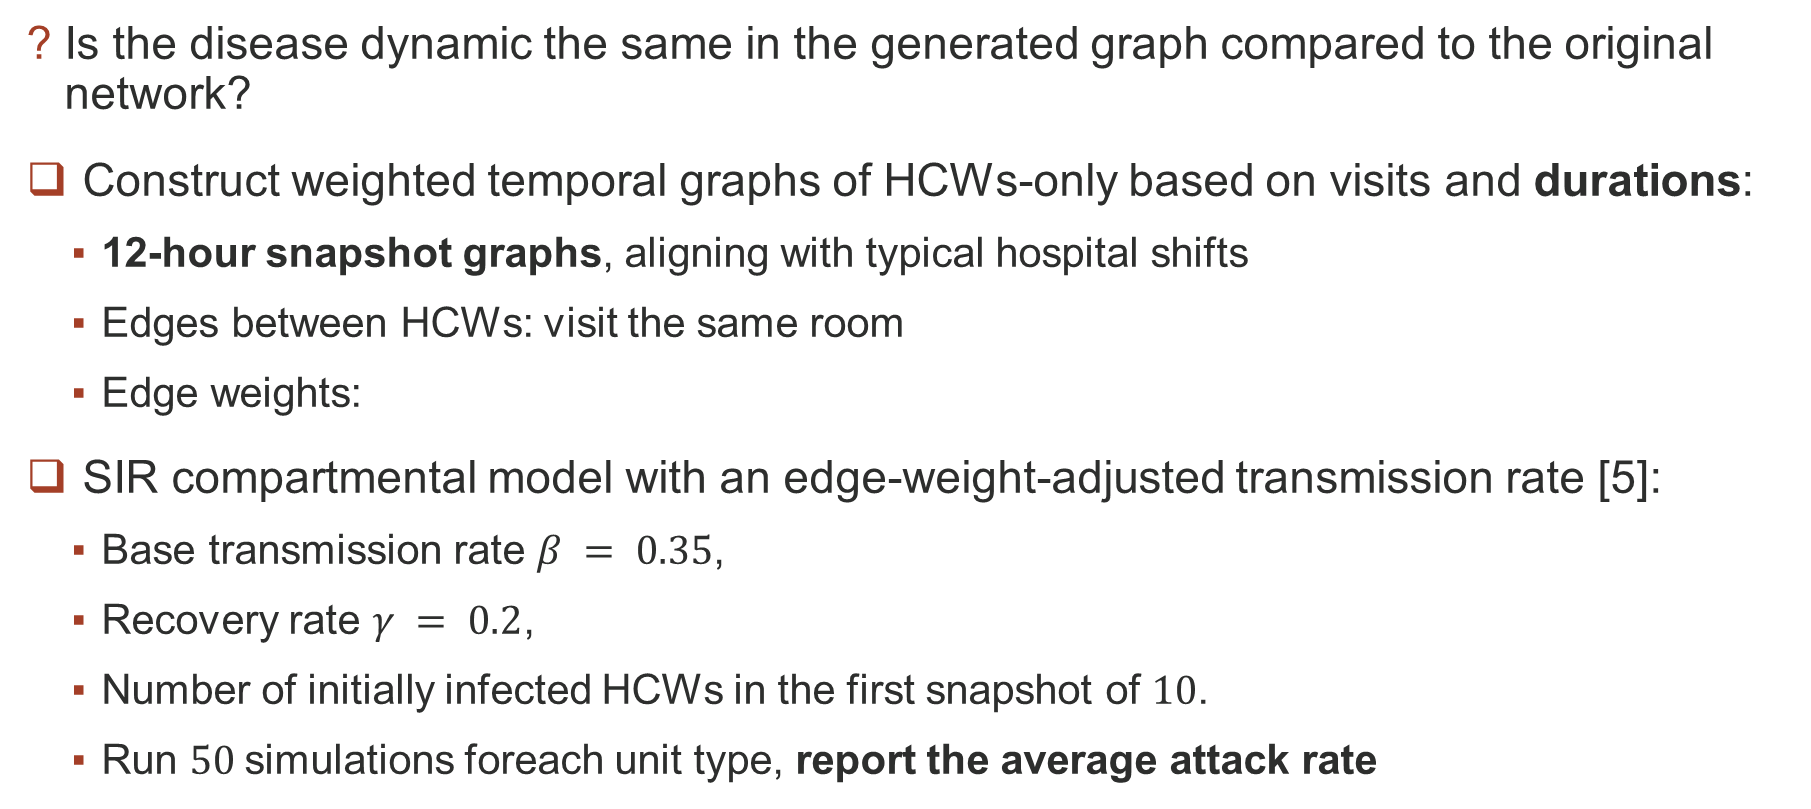 ? Is the disease dynamic the same in the generated graph compared to the original
network?
❑ Construct weighted temporal graphs of HCWs-only based on visits and durations:
▪ 12-hour snapshot graphs, aligning with typical hospital shifts
▪ Edges between HCWs: visit the same room
▪ Edge weights:
❑ SIR compartmental model with an edge-weight-adjusted transmission rate [5]:
▪ Base transmission rate β = 0.35,
▪ Recovery rate γ = 0.2,
▪ Number of initially infected HCWs in the first snapshot of 10.
▪ Run 50 simulations foreach unit type, report the average attack rate